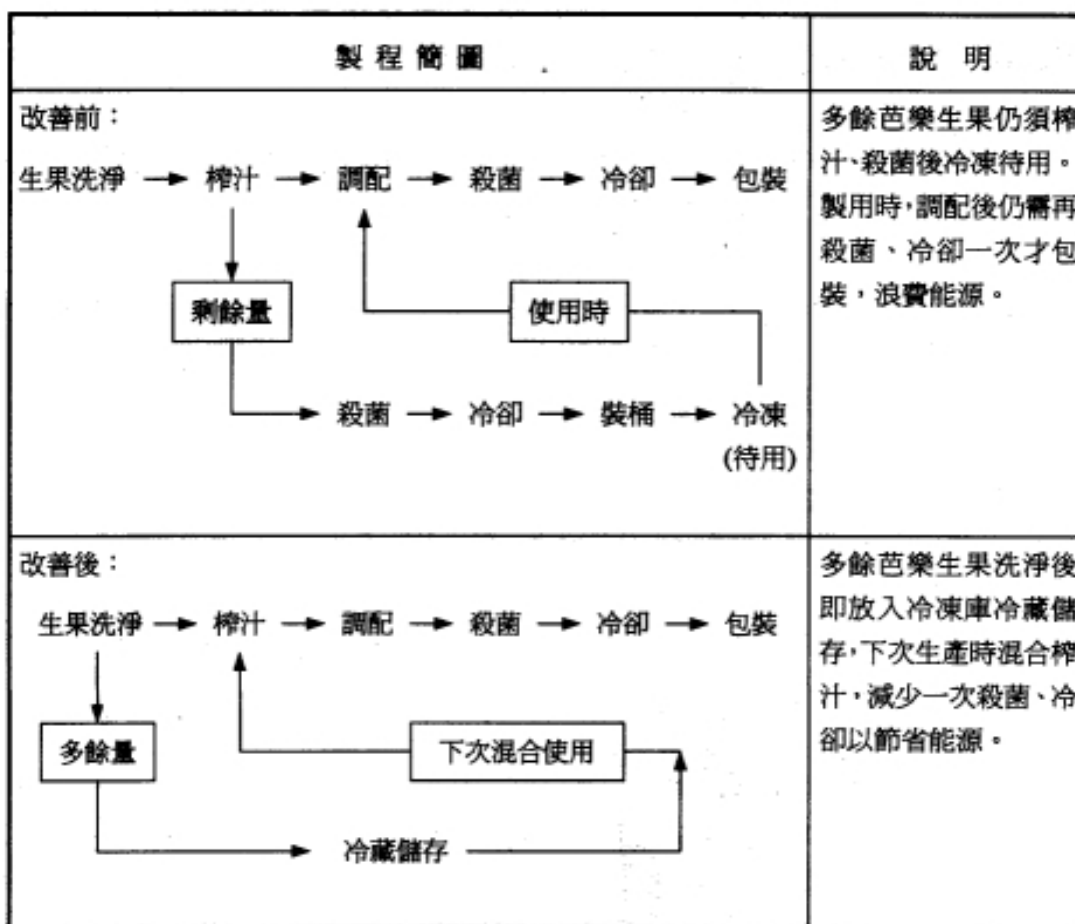 製程簡圖
說明
改善前：
生果洗淨 → 榨汁 → 調配 → 殺菌 → 冷卻 → 包裝
剩餘量
使用時
殺菌 → 冷卻 → 裝桶 → 冷凍
(待用)
多餘芭樂生果仍須榨
汁、殺菌後冷凍待用。
製用時，調配後仍需再
殺菌、冷卻一次才包
裝，浪費能源。
改善後：
生果洗淨 → 榨汁 → 調配 → 殺菌 → 冷卻 → 包裝
多餘量
下次混合使用
冷藏儲存
多餘芭樂生果洗淨後
即放入冷凍庫冷藏儲
存，下次生產時混合榨
汁，減少一次殺菌、冷
卻以節省能源。